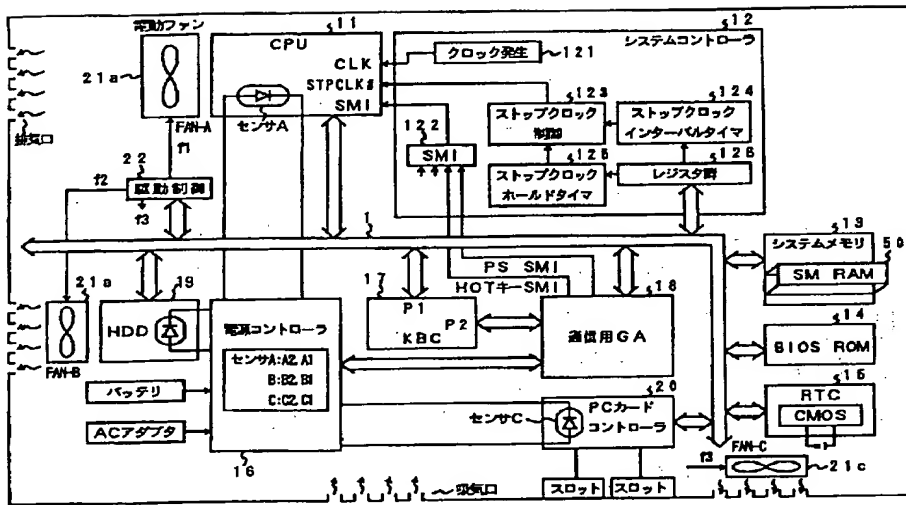 電動ファン
21a
FAN-A
排気口
f1
22
f2
駆動制御
f3
11
CPU
CLK
STPCLK#
SMI
センサA
12
システムコントローラ
クロック発生
121
123
ストップクロック
制御
124
ストップクロック
インターバルタイマ
122
SMI
125
ストップクロック
ホールドタイマ
126
レジスタ群
1
PS SMI
HOTキーSMI
13
システムメモリ
50
SM RAM
21a
FAN-B
19
HDD
電源コントローラ
センサA:A2,A1
B:B2,B1
C:C2,C1
16
バッテリ
ACアダプタ
17
P1
P2
KBC
18
通信用GA
14
BIOS ROM
15
RTC
CMOS
20
PCカード
コントローラ
センサC
スロット
スロット
f3
FAN-C
21c
吸気口